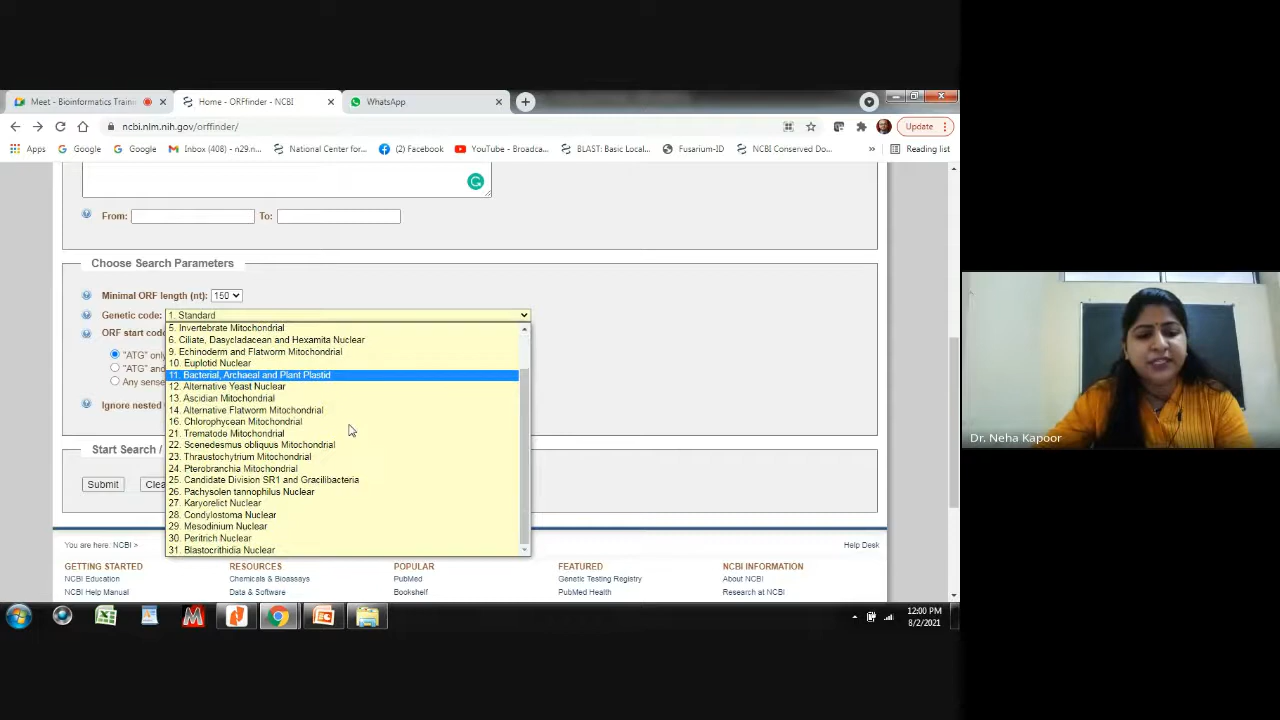 Meet - Bioinformatics Traini
Home - ORFfinder - NCBI
WhatsApp
ncbi.nlm.nih.gov/orffinder/
Update
Apps
Google
Google
Inbox (408) - n29.n...
National Center for...
(2) Facebook
YouTube - Broadca...
BLAST: Basic Local...
Fusarium-ID
NCBI Conserved Do...
»
Reading list
From:
To:
Choose Search Parameters
Minimal ORF length (nt): 150
Genetic code: 1. Standard
ORF start cod
"ATG" only
"ATG" and
Any sense
Ignore nested
5. Invertebrate Mitochondrial
6. Ciliate, Dasycladacean and Hexamita Nuclear
9. Echinoderm and Flatworm Mitochondrial
10. Euplotid Nuclear
11. Bacterial, Archaeal and Plant Plastid
12. Alternative Yeast Nuclear
13. Ascidian Mitochondrial
14. Alternative Flatworm Mitochondrial
16. Chlorophycean Mitochondrial
21. Trematode Mitochondrial
22. Scenedesmus obliquus Mitochondrial
23. Thraustochytrium Mitochondrial
24. Pterobranchia Mitochondrial
25. Candidate Division SR1 and Gracilibacteria
26. Pachysolen tannophilus Nuclear
27. Karyorelict Nuclear
28. Condylostoma Nuclear
29. Mesodinium Nuclear
30. Peritrich Nuclear
31. Blastocrithidia Nuclear
Start Search /
Submit
Clea
You are here: NCBI >
Help Desk
GETTING STARTED
NCBI Education
NCBI Help Manual
RESOURCES
Chemicals & Bioassays
Data & Software
POPULAR
PubMed
Bookshelf
FEATURED
Genetic Testing Registry
PubMed Health
NCBI INFORMATION
About NCBI
Research at NCBI
12:00 PM
8/2/2021
Dr. Neha Kapoor